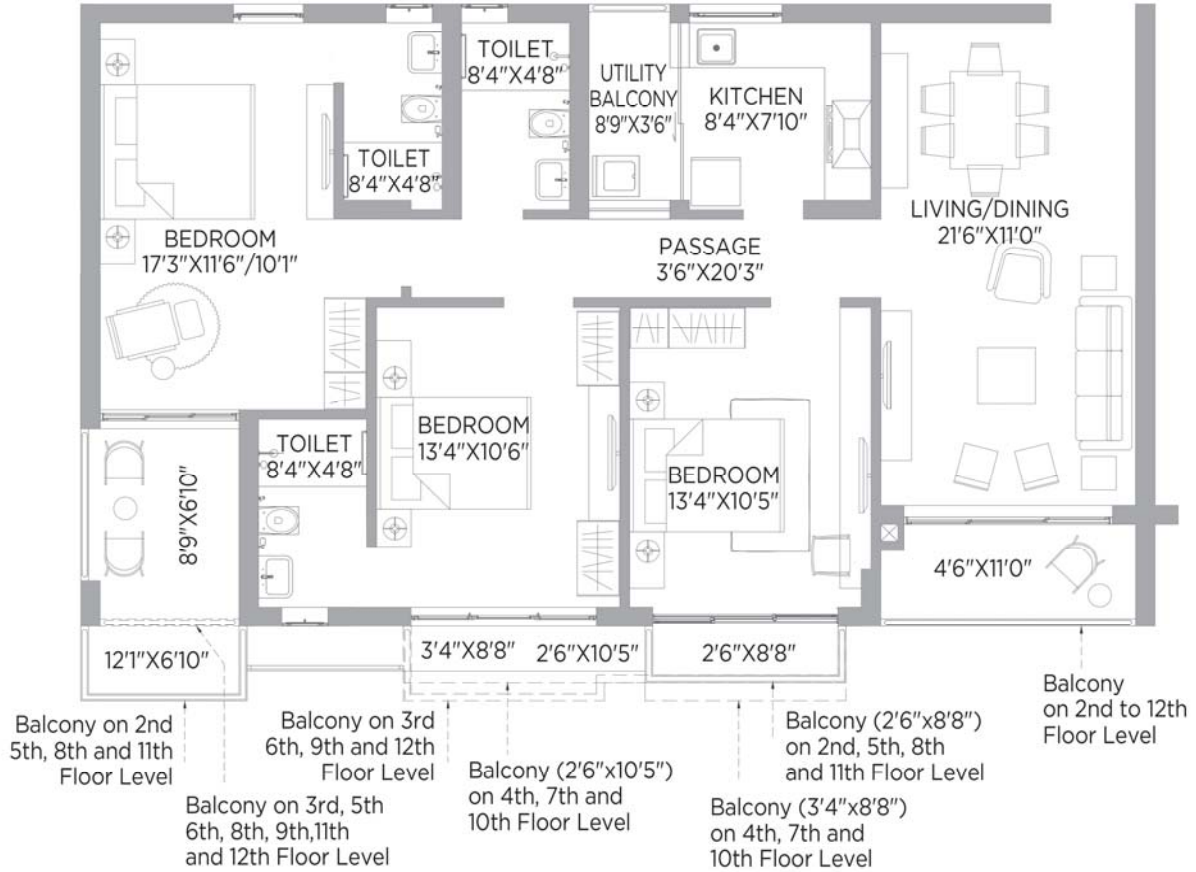 TOILET
8'4"X4'8"
UTILITY
BALCONY
8'9"X3'6"
KITCHEN
8'4"X7'10"
TOILET
8'4"X4'8"
LIVING/DINING
21'6"X11'0"
BEDROOM
17'3"X11'6"/10'1"
PASSAGE
3'6"X20'3"
BEDROOM
13'4"X10'6"
TOILET
8'4"X4'8"
BEDROOM
13'4"X10'5"
8'9"X6'10"
4'6"X11'0"
12'1"X6'10"
3'4"X8'8"
2'6"X10'5"
2'6"X8'8"
Balcony on 2nd
5th, 8th and 11th
Floor Level
Balcony on 3rd, 5th
6th, 8th, 9th,11th
and 12th Floor Level
Balcony on 3rd
6th, 9th and 12th
Floor Level
Balcony (2'6"x10'5")
on 4th, 7th and
10th Floor Level
Balcony (2'6"x8'8")
on 2nd, 5th, 8th
and 11th Floor Level
Balcony (3'4"x8'8")
on 4th, 7th and
10th Floor Level
Balcony
on 2nd to 12th
Floor Level